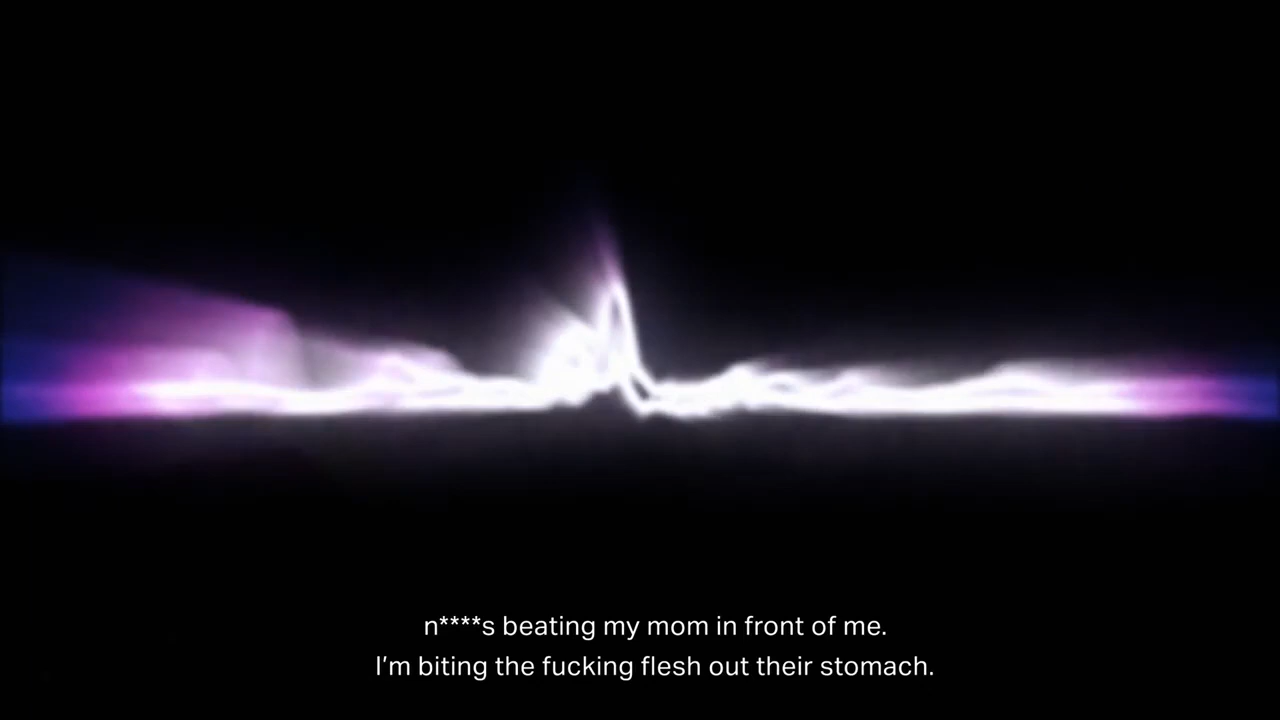 n****s beating my mom in front of me.
I'm biting the fucking flesh out their stomach.